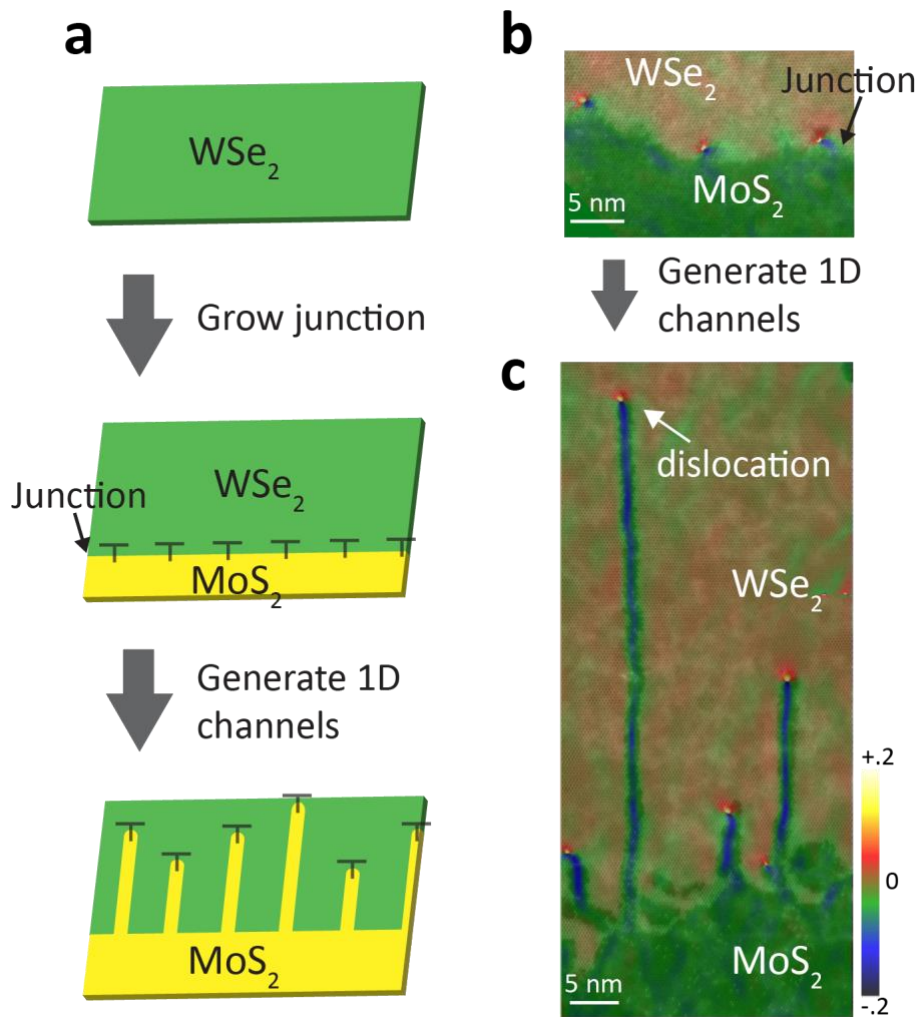 a
WSe₂
Grow junction
WSe₂
Junction
MoS₂
Generate 1D
channels
MoS₂
b
WSe₂
Junction
MoS₂
5 nm
Generate 1D
channels
c
dislocation
WSe₂
+.2
0
-.2
MoS₂
5 nm